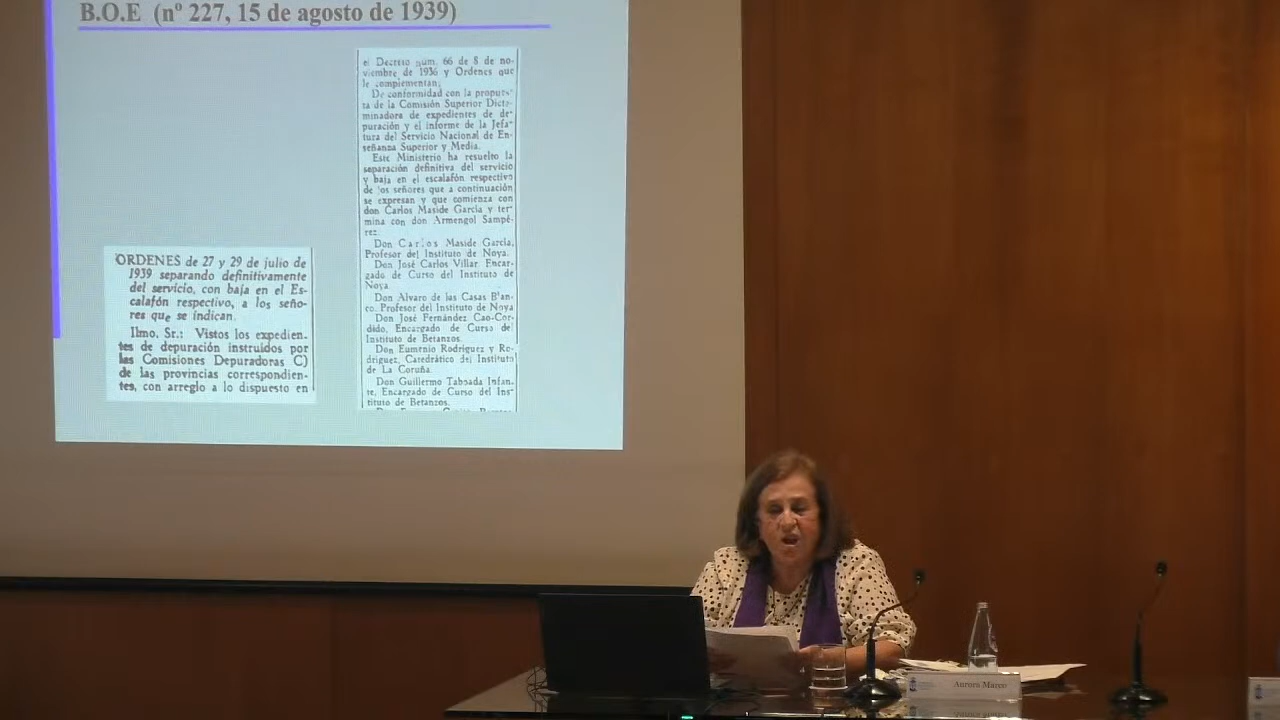 B.O.E (nº 227, 15 de agosto de 1939)
ORDENES de 27 y 29 de julio de
1939 separando definitivamente
del servicio, con baja en el Es-
calafón respectivo, a los seño-
res que se indican.
Ilmo. Sr.: Vistos los expedien-
tes de depuración instruidos por
las Comisiones Depuradoras C)
de las provincias correspondien-
tes, con arreglo a lo dispuesto en
el Decreto núm. 66 de 8 de no-
viembre de 1936 y Ordenes que
le complementan,
De conformidad con la propues-
ta de la Comisión Superior Dicta-
minadora de expedientes de de-
puración y el informe de la Jefa-
tura del Servicio Nacional de En-
señanza Superior y Media.
Este Ministerio ha resuelto la
separación definitiva del servicio
y baja en el escalafón respectivo
de los señores que a continuación
se expresan y que comienza con
don Carlos Maside García y ter-
mina con don Armengol Sampé-
rez
Don Carlos Maside García,
Profesor del Instituto de Noya.
Don José Carlos Villar Encar-
gado de Curso del Instituto de
Noya
Don Alvaro de las Casas Blan-
co, Profesor del Instituto de Noya
Don José Fernández Cao-Cor-
dido, Encargado de Curso del
Instituto de Betanzos.
Don Eumenio Rodríguez y Ro-
dríguez, Catedrático del Instituto
de La Coruña.
Don Guillermo Taboada Infan-
te, Encargado de Curso del Ins-
tituto de Betanzos.
Aurora Marco